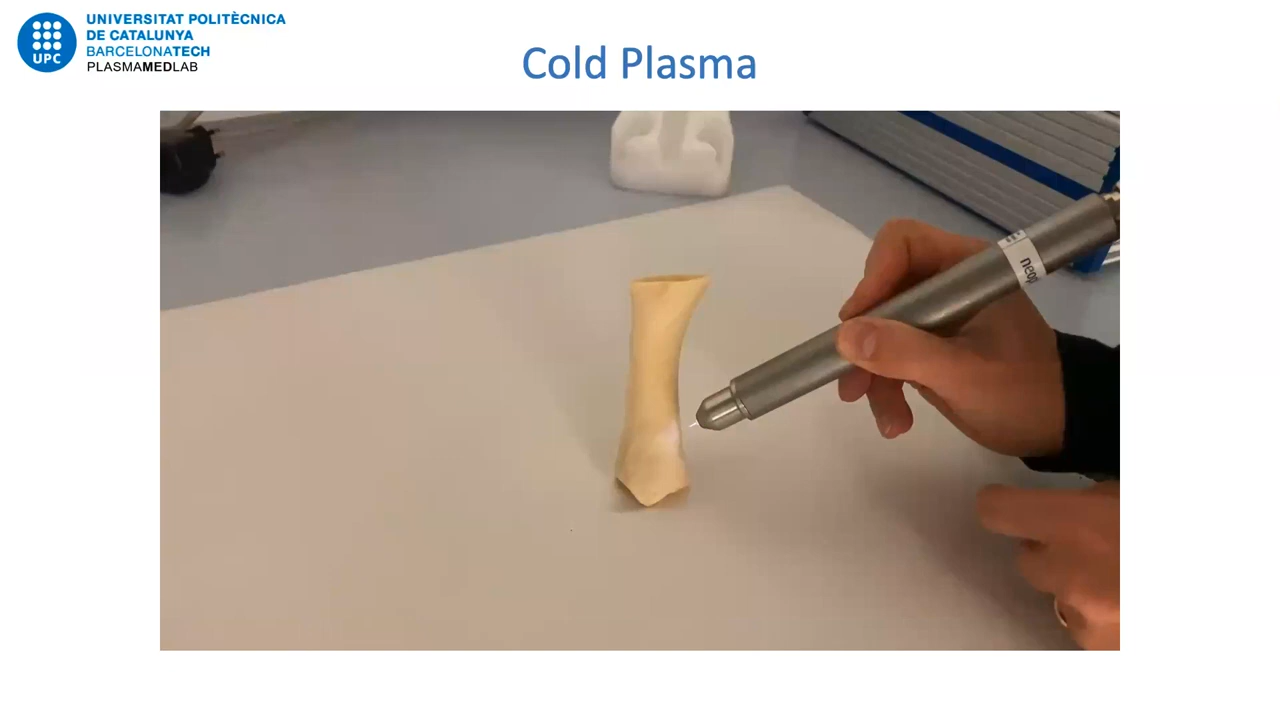 UNIVERSITAT POLITÈCNICA
DE CATALUNYA
BARCELONATECH
UPC
PLASMAMEDLAB
Cold Plasma